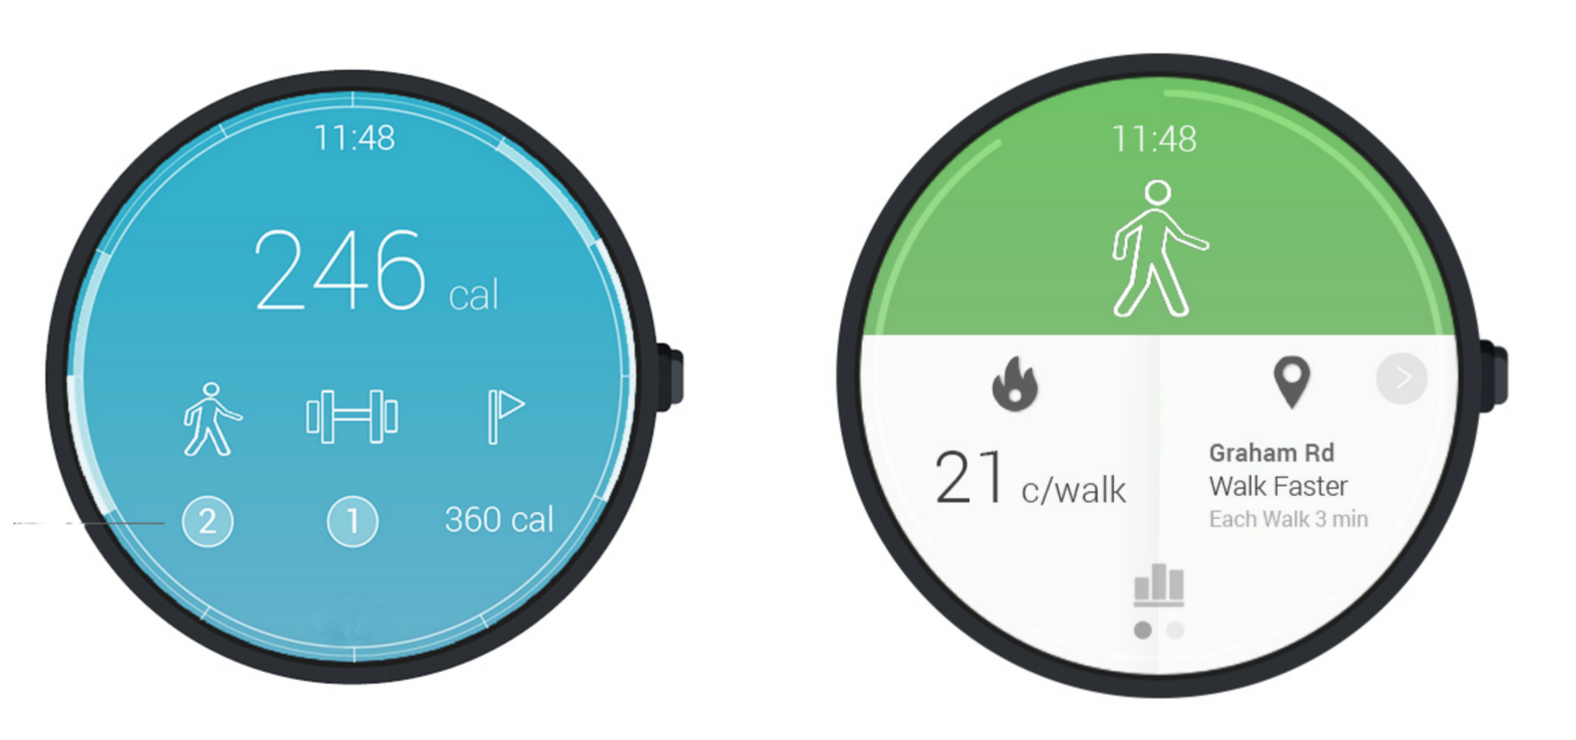 11:48
246 cal
2
1
360 cal
11:48
21 c/walk
Graham Rd
Walk Faster
Each Walk 3 min